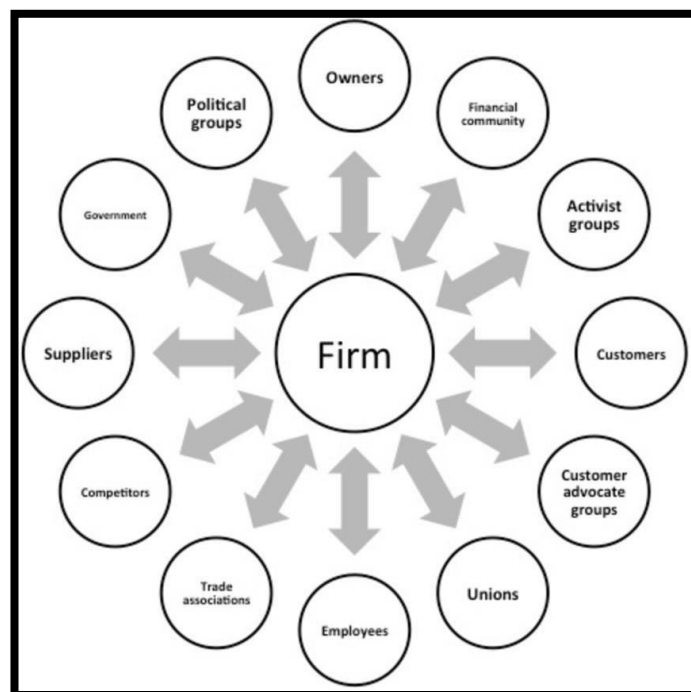 Owners
Financial
community
Activist
groups
Customers
Customer
advocate
groups
Unions
Employees
Trade
associations
Competitors
Suppliers
Government
Political
groups
Firm